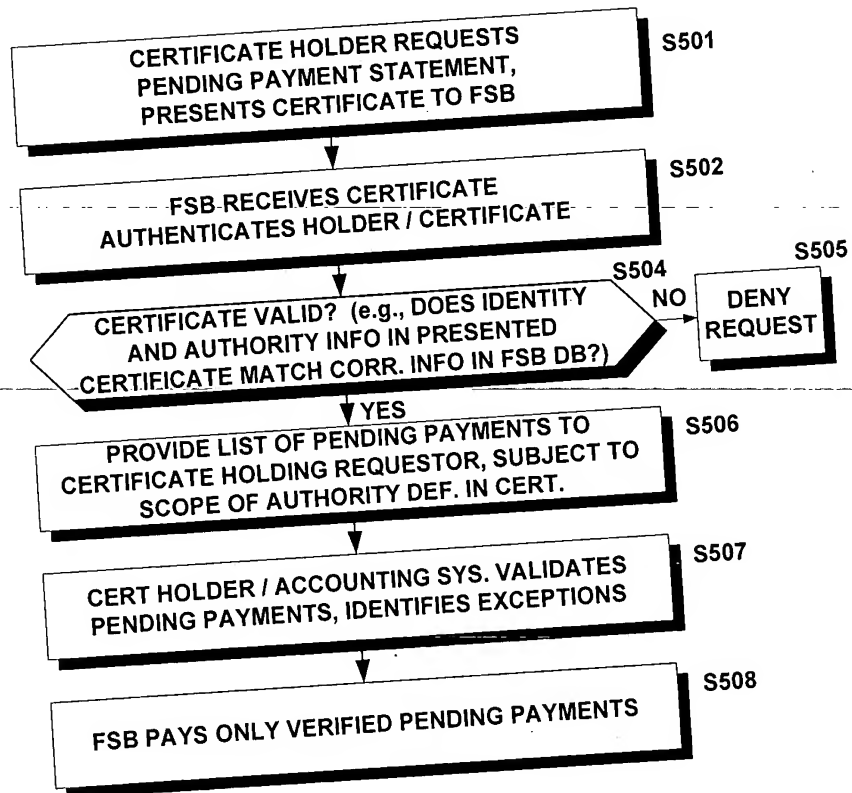 CERTIFICATE HOLDER REQUESTS
PENDING PAYMENT STATEMENT,
PRESENTS CERTIFICATE TO FSB
S501
FSB RECEIVES CERTIFICATE
AUTHENTICATES HOLDER / CERTIFICATE
S502
CERTIFICATE VALID? (e.g., DOES IDENTITY
AND AUTHORITY INFO IN PRESENTED
CERTIFICATE MATCH CORR. INFO IN FSB DB?)
S504
NO
DENY
REQUEST
S505
YES
PROVIDE LIST OF PENDING PAYMENTS TO
CERTIFICATE HOLDING REQUESTOR, SUBJECT TO
SCOPE OF AUTHORITY DEF. IN CERT.
S506
CERT HOLDER / ACCOUNTING SYS. VALIDATES
PENDING PAYMENTS, IDENTIFIES EXCEPTIONS
S507
FSB PAYS ONLY VERIFIED PENDING PAYMENTS
S508